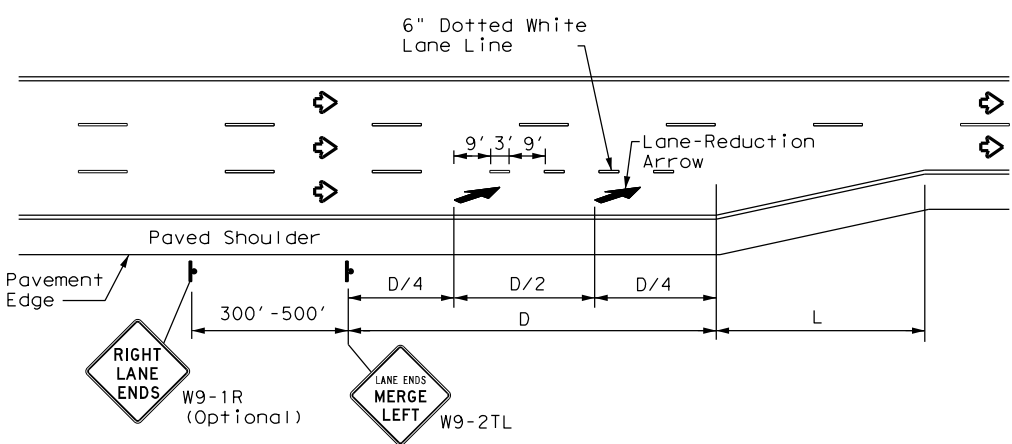 6" Dotted White
Lane Line
9' 3' 9'
Lane-Reduction
Arrow
Paved Shoulder
Pavement
Edge
D/4 D/2 D/4
300'-500' D L
RIGHT
LANE
ENDS
W9-1R
(Optional)
LANE ENDS
MERGE
LEFT
W9-2TL